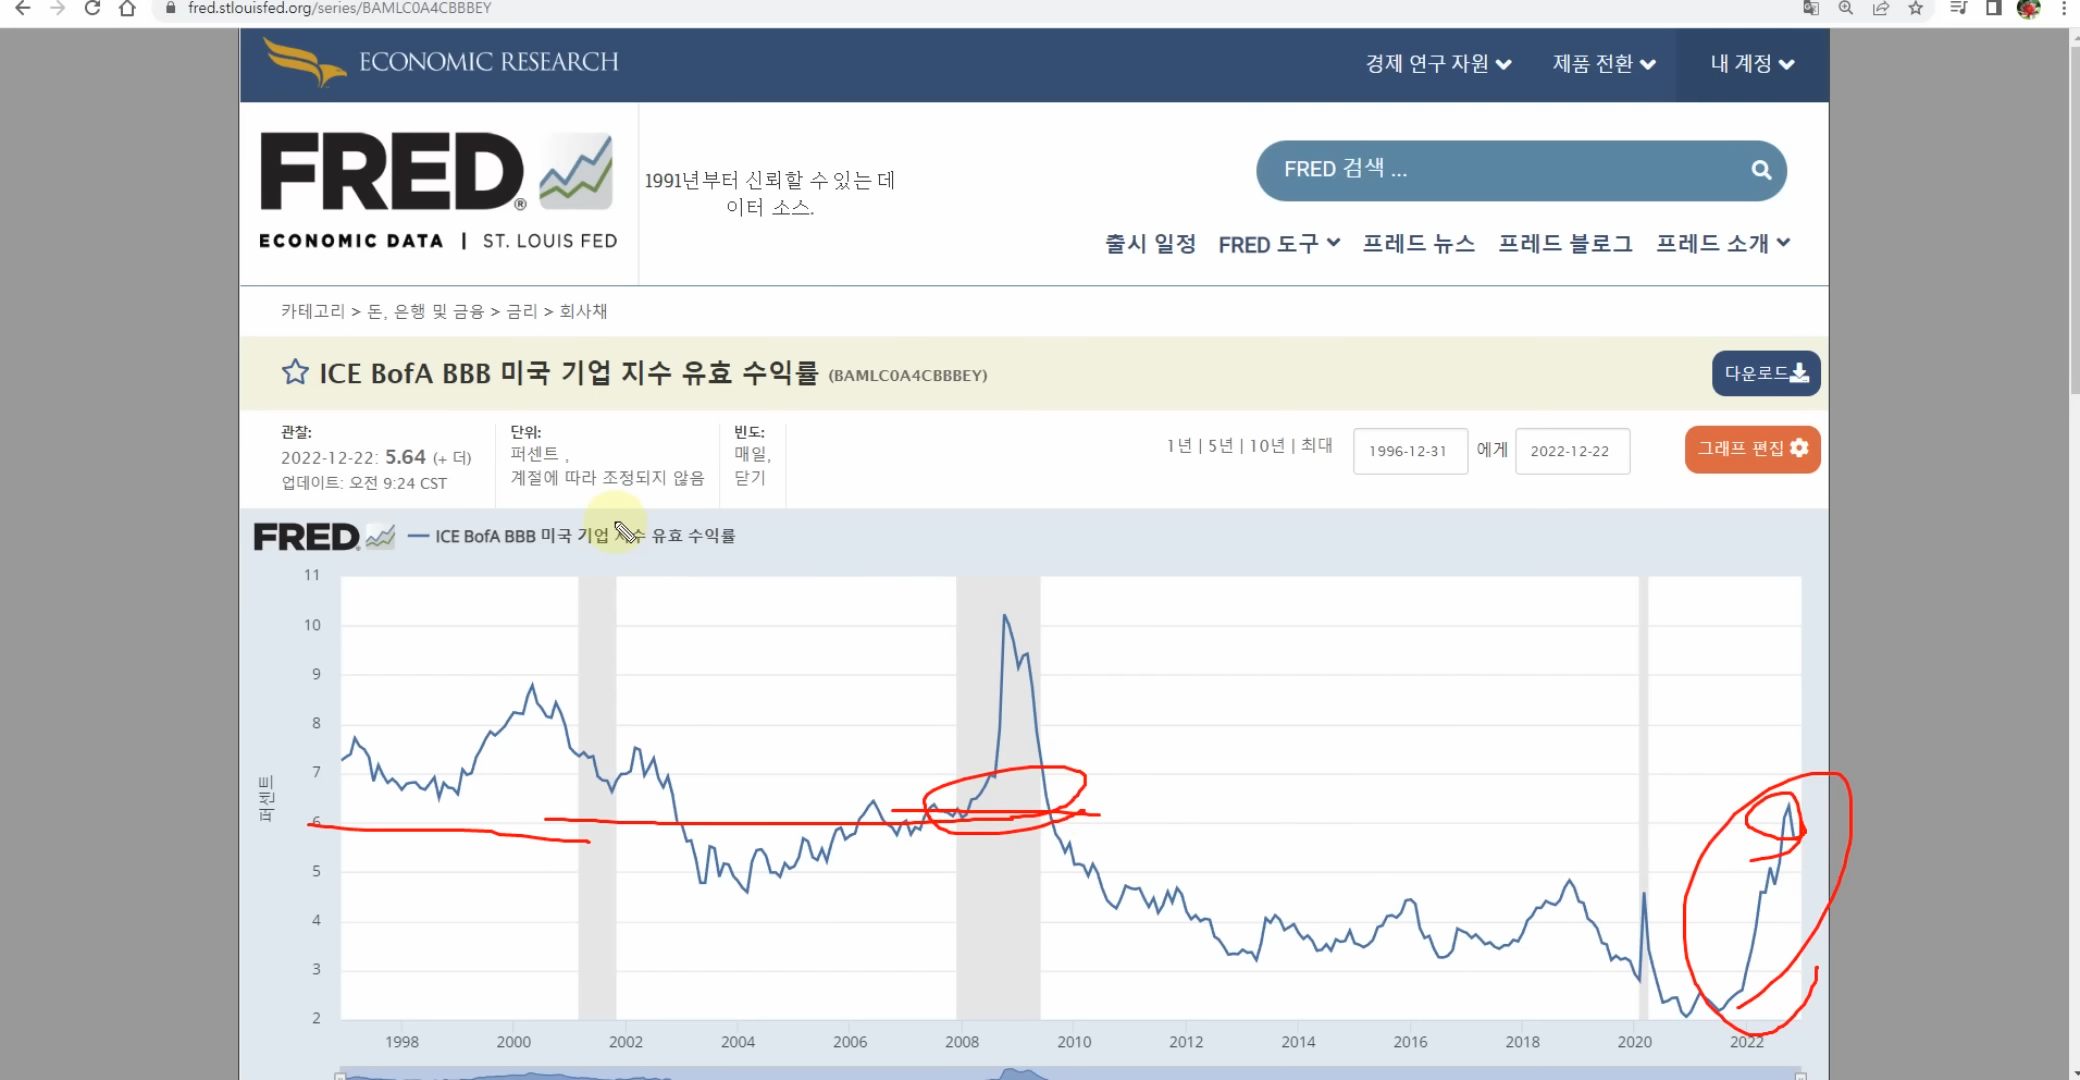 fred.stlouisfed.org/series/BAMLC0A4CBBBEY
ECONOMIC RESEARCH
경제 연구 자원
제품 전환
내 계정
FRED
®
ECONOMIC DATA | ST. LOUIS FED
1991년부터 신뢰할 수 있는 데
이터 소스.
FRED 검색 ...
출시 일정 FRED 도구 프레드 뉴스 프레드 블로그 프레드 소개
카테고리 > 돈, 은행 및 금융 > 금리 > 회사채
ICE BofA BBB 미국 기업 지수 유효 수익률 (BAMLC0A4CBBBEY)
다운로드
관찰:
2022-12-22: 5.64 (+ 더)
업데이트: 오전 9:24 CST
단위:
퍼센트 ,
계절에 따라 조정되지 않음
빈도:
매일,
닫기
1년 | 5년 | 10년 | 최대
1996-12-31 에게 2022-12-22
그래프 편집
FRED ICE BofA BBB 미국 기업 지수 유효 수익률
11
10
9
8
7
6
5
4
3
2
퍼센트
1998 2000 2002 2004 2006 2008 2010 2012 2014 2016 2018 2020 2022